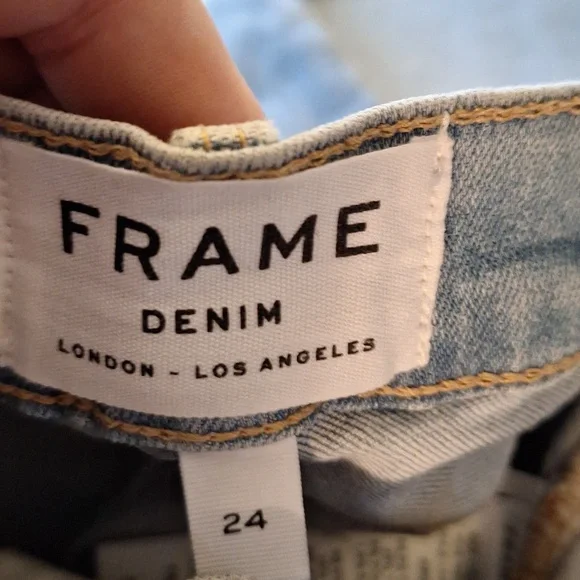 FRAME
DENIM
LONDON - LOS ANGELES
24